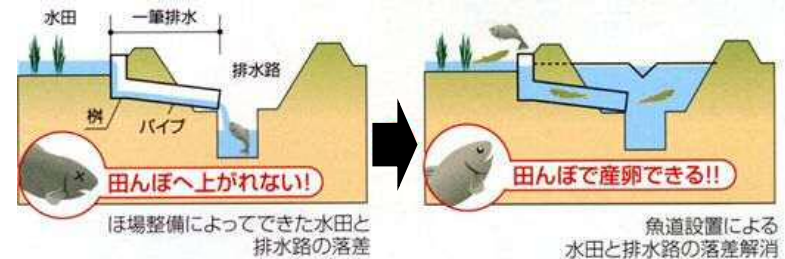 水田
一筆排水
排水路
桝
パイプ
田んぼへ上がれない!
ほ場整備によってできた水田と
排水路の落差
田んぼで産卵できる!!
魚道設置による
水田と排水路の落差解消